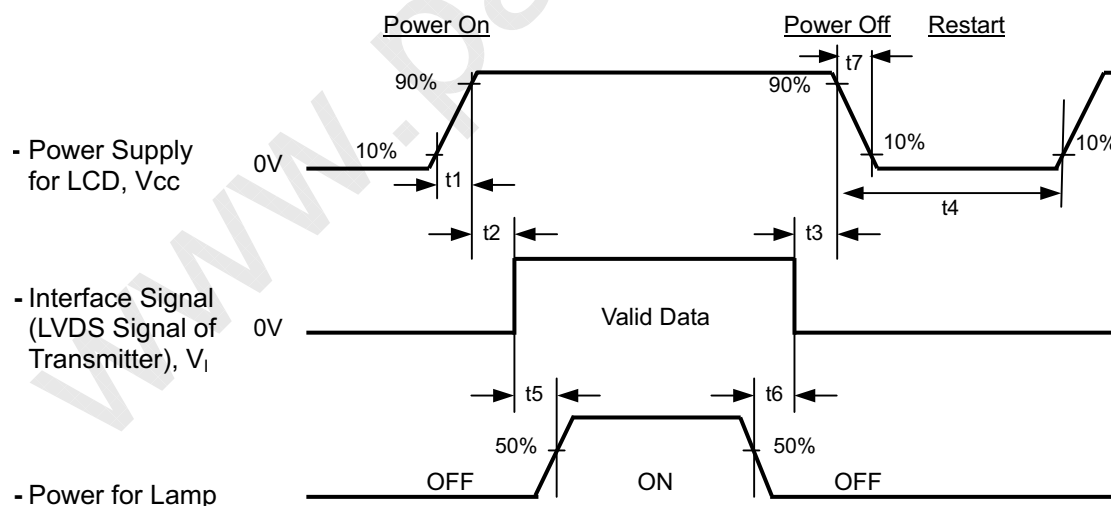 Power On
Power Off
Restart
t7
90%
90%
- Power Supply
for LCD, Vcc
0V
10%
10%
10%
t1
t4
t2
t3
- Interface Signal
(LVDS Signal of
Transmitter), VI
0V
Valid Data
t5
t6
50%
50%
- Power for Lamp
OFF
ON
OFF
www.pa